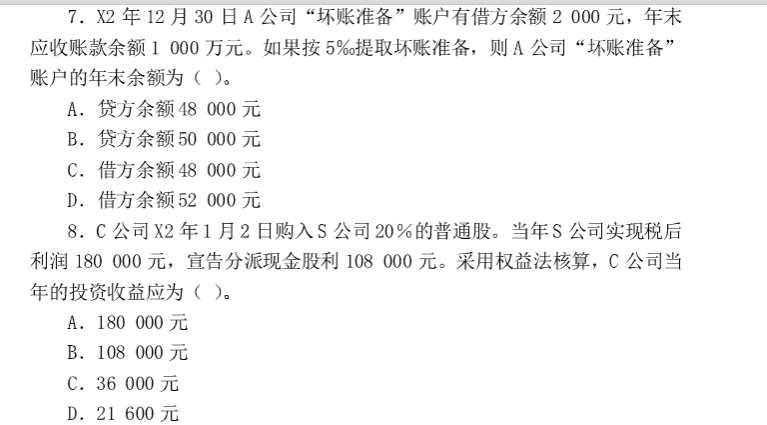 7. X2 年 12 月 30 日 A 公司“坏账准备”账户有借方余额 2 000 元，年末
应收账款余额 1 000 万元。如果按 5‰提取坏账准备，则 A 公司“坏账准备”
账户的年末余额为（ ）。
A. 贷方余额 48 000 元
B. 贷方余额 50 000 元
C. 借方余额 48 000 元
D. 借方余额 52 000 元
8. C 公司 X2 年 1 月 2 日购入 S 公司 20％的普通股。当年 S 公司实现税后
利润 180 000 元，宣告分派现金股利 108 000 元。采用权益法核算，C 公司当
年的投资收益应为（ ）。
A. 180 000 元
B. 108 000 元
C. 36 000 元
D. 21 600 元